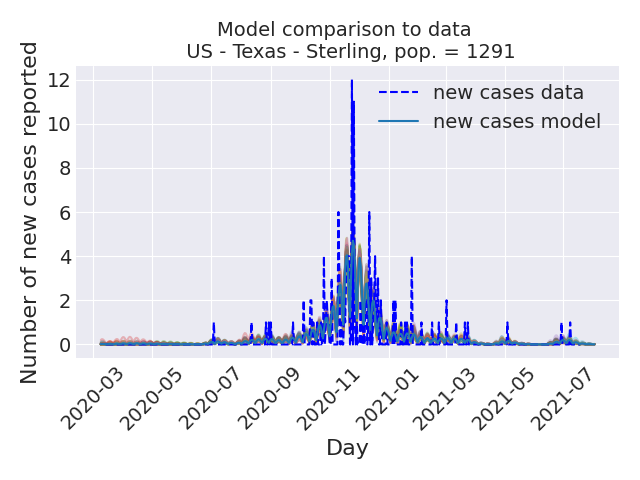 Model comparison to data
US - Texas - Sterling, pop. = 1291
Number of new cases reported
12
10
8
6
4
2
0
new cases data
new cases model
2020-03
2020-05
2020-07
2020-09
2020-11
2021-01
2021-03
2021-05
2021-07
Day